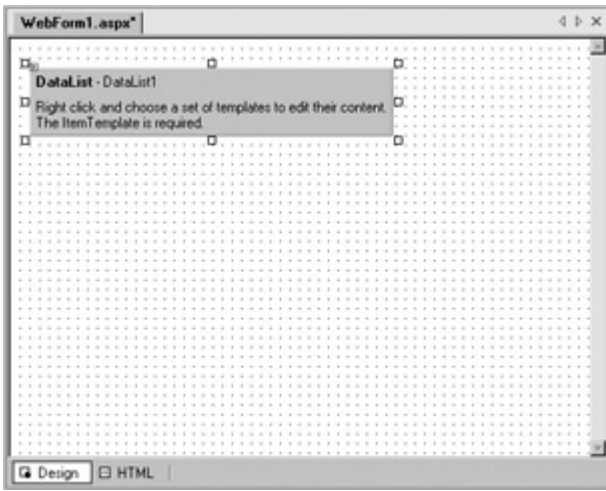 WebForm1.aspx*
DataList - DataList1
Right click and choose a set of templates to edit their content.
The ItemTemplate is required.
Design HTML